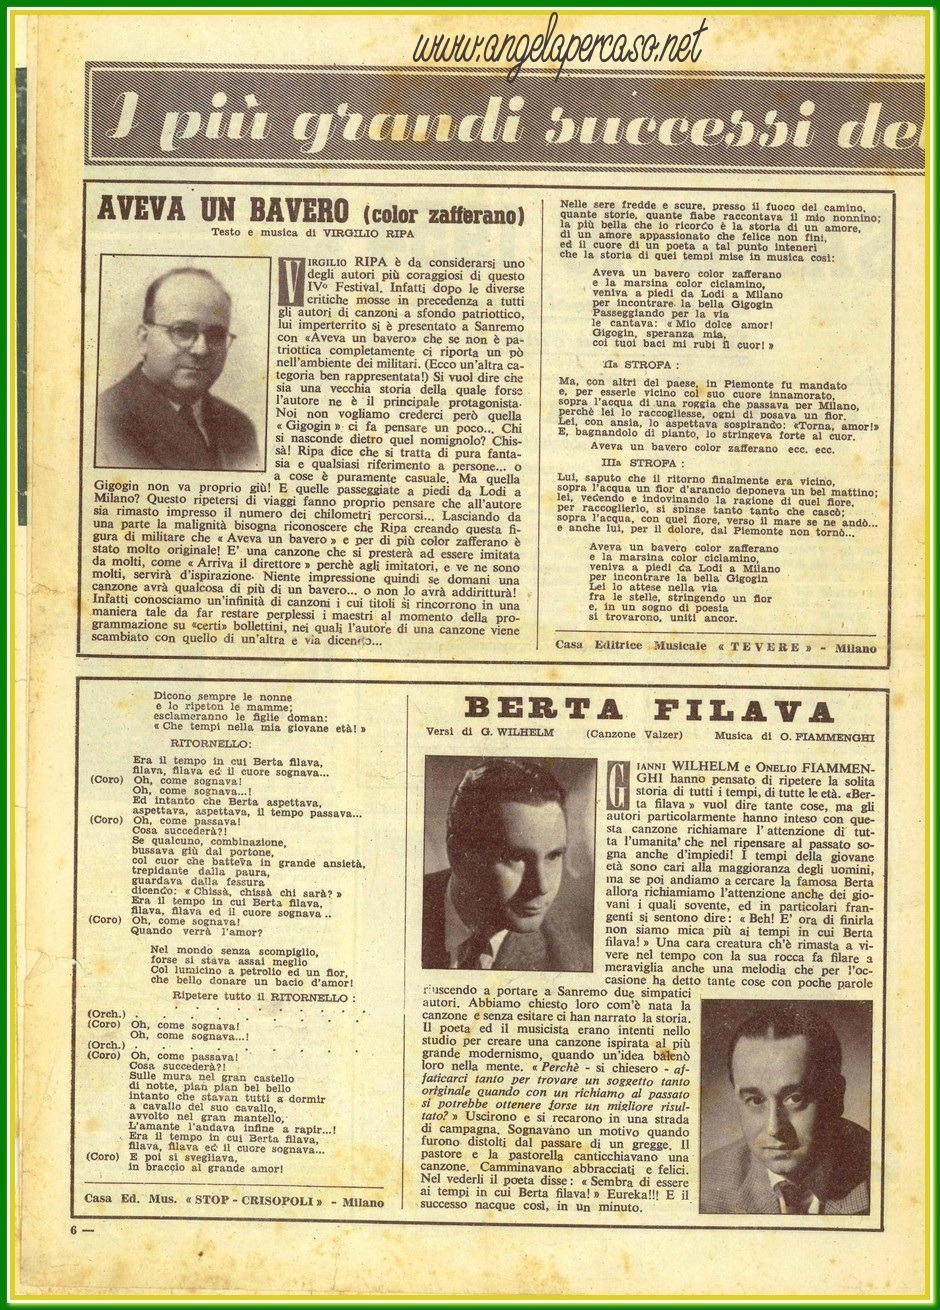 www.angelapercaso.net
I più grandi successi de
AVEVA UN BAVERO (color zafferano)
Testo e musica di VIRGILIO RIPA
VIRGILIO RIPA è da considerarsi uno
degli autori più coraggiosi di questo
IVº Festival. Infatti dopo le diverse
critiche mosse in precedenza a tutti
gli autori di canzoni a sfondo patriottico,
lui imperterrito si è presentato a Sanremo
con «Aveva un bavero» che se non è pa-
triottica completamente ci riporta un pò
nell'ambiente dei militari. (Ecco un'altra ca-
tegoria ben rappresentata!) Si vuol dire che
sia una vecchia storia della quale forse
l'autore ne è il principale protagonista.
Noi non vogliamo crederci però quella
« Gigogin » ci fa pensare un poco... Chi
si nasconde dietro quel nomignolo? Chis-
sà! Ripa dice che si tratta di pura fanta-
sia e qualsiasi riferimento a persone... o
a cose è puramente casuale. Ma quella
Gigogin non va proprio giù! E quelle passeggiate a piedi da Lodi a
Milano? Questo ripetersi di viaggi fanno proprio pensare che all'autore
sia rimasto impresso il numero dei chilometri percorsi... Lasciando da
una parte la malignità bisogna riconoscere che Ripa creando questa fi-
gura di militare che « Aveva un bavero » e per di più color zafferano è
stato molto originale! E' una canzone che si presterà ad essere imitata
da molti, come « Arriva il direttore » perchè agli imitatori, e ve ne sono
molti, servirà d'ispirazione. Niente impressione quindi se domani una
canzone avrà qualcosa di più di un bavero... o non lo avrà addirittura!
Infatti conosciamo un'infinità di canzoni i cui titoli si rincorrono in una
maniera tale da far restare perplessi i maestri al momento della pro-
grammazione su «certi» bollettini, nei quali l'autore di una canzone viene
scambiato con quello di un'altra e via dicendo...
Nelle sere fredde e scure, presso il fuoco del camino,
quante storie, quante fiabe raccontava il mio nonnino;
la più bella che io ricordo è la storia di un amore,
di un amore appassionato che felice non finì,
ed il cuore di un poeta a tal punto intenerì
che la storia di quei tempi mise in musica così:
Aveva un bavero color zafferano
e la marsina color ciclamino,
veniva a piedi da Lodi a Milano
per incontrare la bella Gigogin
Passeggiando per la via
le cantava: « Mio dolce amor!
Gigogin, speranza mia,
coi tuoi baci mi rubi il cuor! »
IIa STROFA :
Ma, con altri del paese, in Piemonte fu mandato
e, per esserle vicino col suo cuore innamorato,
sopra l'acqua di una roggia che passava per Milano,
perchè lei lo raccogliesse, ogni dì posava un fior.
Lei, con ansia, lo aspettava sospirando: «Torna, amor!»
E, bagnandolo di pianto, lo stringeva forte al cuor.
Aveva un bavero color zafferano ecc. ecc.
IIIa STROFA :
Lui, saputo che il ritorno finalmente era vicino,
sopra l'acqua un fior d'arancio deponeva un bel mattino;
lei, vedendo e indovinando la ragione di quel fiore,
per raccoglierlo, si spinse tanto tanto che cascò;
sopra l'acqua, con quel fiore, verso il mare se ne andò...
e anche lui, per il dolore, dal Piemonte non tornò...
Aveva un bavero color zafferano
e la marsina color ciclamino,
veniva a piedi da Lodi a Milano
per incontrare la bella Gigogin
Lei lo attese nella via
fra le stelle, stringendo un fior
e, in un sogno di poesia
si trovarono, uniti ancor.
Casa Editrice Musicale « TEVERE » - Milano
Dicono sempre le nonne
e lo ripeton le mamme;
esclameranno le figlie doman:
« Che tempi nella mia giovane età! »
RITORNELLO:
Era il tempo in cui Berta filava,
filava, filava ed il cuore sognava...
(Coro) Oh, come sognava!
Oh, come sognava...!
Ed intanto che Berta aspettava,
aspettava, aspettava, il tempo passava...
(Coro) Oh, come passava!
Cosa succederà?!
Se qualcuno, combinazione,
bussava giù dal portone,
col cuor che batteva in grande ansietà,
trepidante dalla paura,
guardava dalla fessura
dicendo: « Chissà, chissà chi sarà? »
Era il tempo in cui Berta filava,
filava, filava ed il cuore sognava..
(Coro) Oh, come sognava!
Quando verrà l'amor?
Nel mondo senza scompiglio,
forse si stava assai meglio
Col lumicino a petrolio ed un fior,
che bello donare un bacio d'amor!
Ripetere tutto il RITORNELLO :
(Orch.) . . . . . . . . .
(Coro) Oh, come sognava!
Oh, come sognava...!
(Orch.) . . . . . . . . .
(Coro) Oh, come passava!
Cosa succederà?!
Sulle mura nel gran castello
di notte, pian pian bel bello
intanto che stavan tutti a dormir
a cavallo del suo cavallo,
avvolto nel gran mantello,
L'amante l'andava infine a rapir...!
Era il tempo in cui Berta filava,
filava, filava ed il cuore sognava...
(Coro) E poi si svegliava,
in braccio al grande amor!
Casa Ed. Mus. « STOP - CRISOPOLI » - Milano
BERTA FILAVA
Versi di G. WILHELM (Canzone Valzer) Musica di O. FIAMMENGHI
GIANNI WILHELM e ONELIO FIAMMEN-
GHI hanno pensato di ripetere la solita
storia di tutti i tempi, di tutte le età. «Ber-
ta filava » vuol dire tante cose, ma gli
autori particolarmente hanno inteso con que-
sta canzone richiamare l'attenzione di tut-
ta l'umanita' che nel ripensare al passato so-
gna anche d'impiedi! I tempi della giovane
età sono cari alla maggioranza degli uomini,
ma se poi andiamo a cercare la famosa Berta
allora richiamiamo l'attenzione anche dei gio-
vani i quali sovente, ed in particolari fran-
genti si sentono dire : « Beh! E' ora di finirla
non siamo mica più ai tempi in cui Berta
filava! » Una cara creatura ch'è rimasta a vi-
vere nel tempo con la sua rocca fa filare a
meraviglia anche una melodia che per l'oc-
casione ha detto tante cose con poche parole
riuscendo a portare a Sanremo due simpatici
autori. Abbiamo chiesto loro com'è nata la
canzone e senza esitare ci han narrato la storia.
Il poeta ed il musicista erano intenti nello
studio per creare una canzone ispirata al più
grande modernismo, quando un'idea balenò
loro nella mente. « Perchè - si chiesero - af-
faticarci tanto per trovare un soggetto tanto
originale quando con un richiamo al passato
si potrebbe ottenere forse un migliore risul-
tato? » Uscirono e si recarono in una strada
di campagna. Sognavano un motivo quando
furono distolti dal passare di un gregge. Il
pastore e la pastorella canticchiavano una
canzone. Camminavano abbracciati e felici.
Nel vederli il poeta disse : « Sembra di essere
ai tempi in cui Berta filava! » Eureka!!! E il
successo nacque così, in un minuto.
6 —